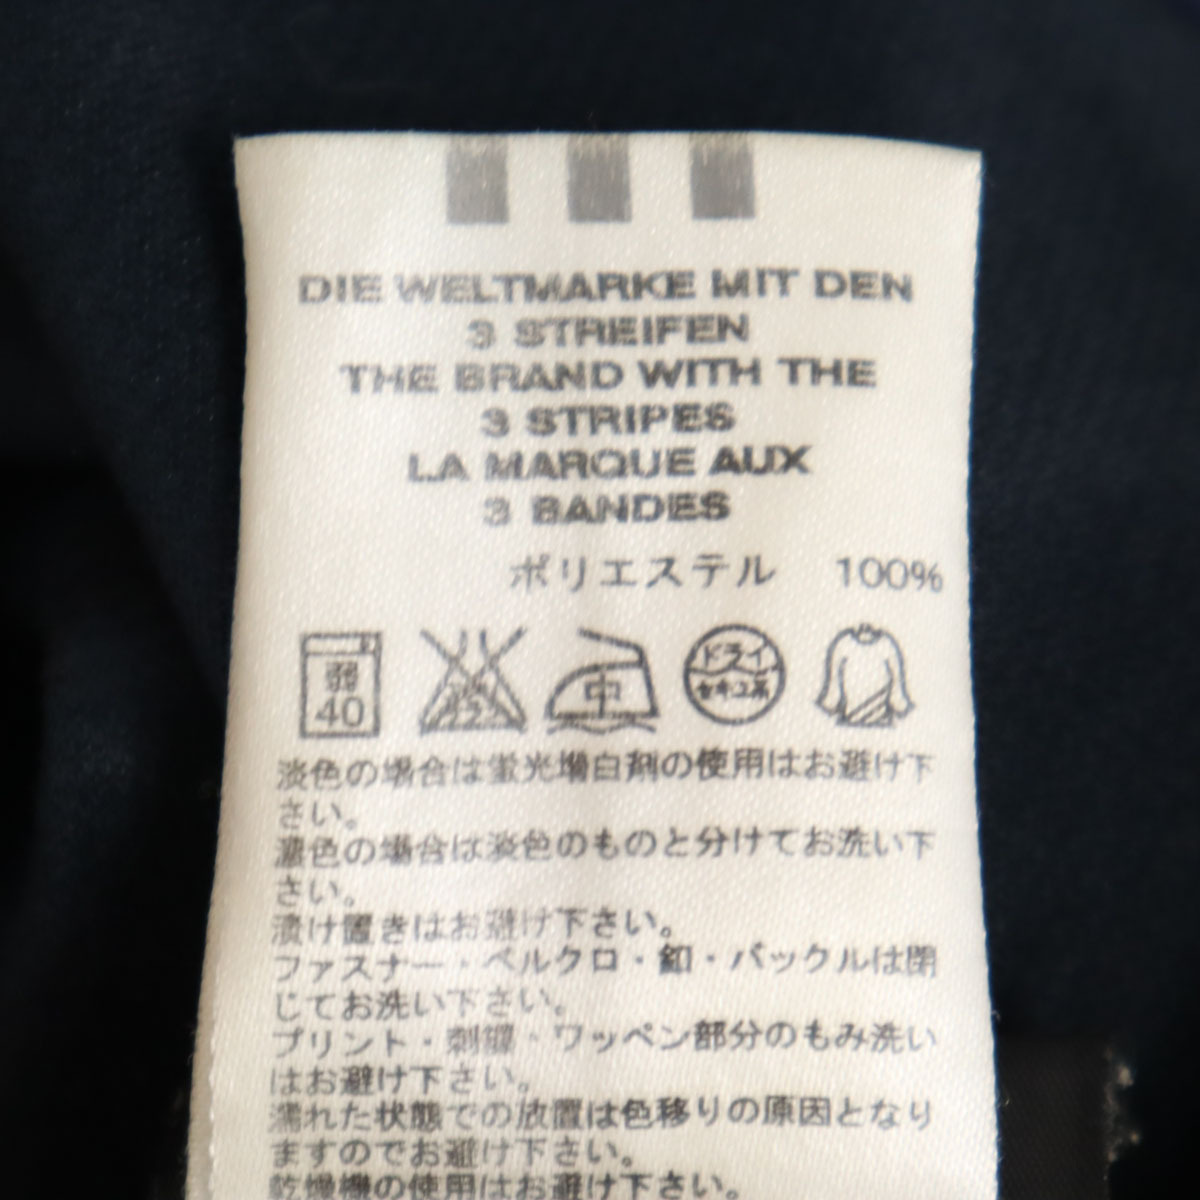 DIE WELTMARKE MIT DEN
3 STREIFEN
THE BRAND WITH THE
3 STRIPES
LA MARQUE AUX
3 BANDES
ポリエステル 100%
弱 40 エンソサラシ 中 ドライ セキユ系
淡色の場合は蛍光増白剤の使用はお避け下
さい。
濃色の場合は淡色のものと分けてお洗い下
さい。
漬け置きはお避け下さい。
ファスナー・ベルクロ・釦・バックルは閉
じてお洗い下さい。
プリント・刺繍・ワッペン部分のもみ洗い
はお避け下さい。
濡れた状態での放置は色移りの原因となり
ますのでお避け下さい。
乾燥機の使用はお避け下さい。